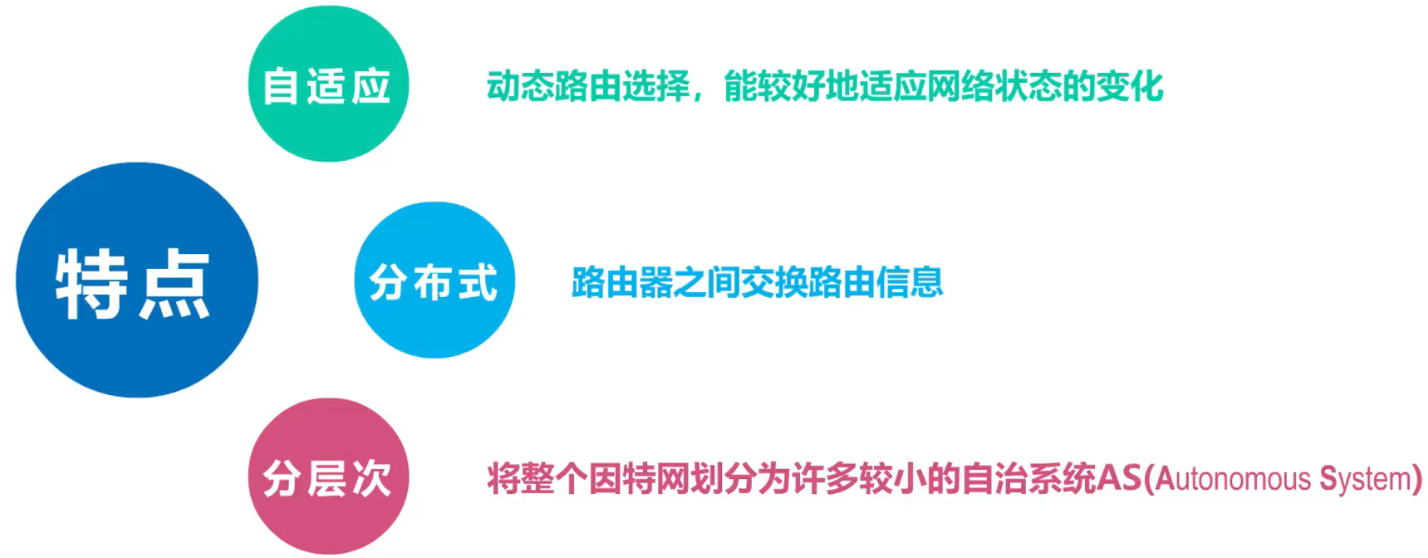 特点
自适应
动态路由选择，能较好地适应网络状态的变化
分布式
路由器之间交换路由信息
分层次
将整个因特网划分为许多较小的自治系统AS(Autonomous System)